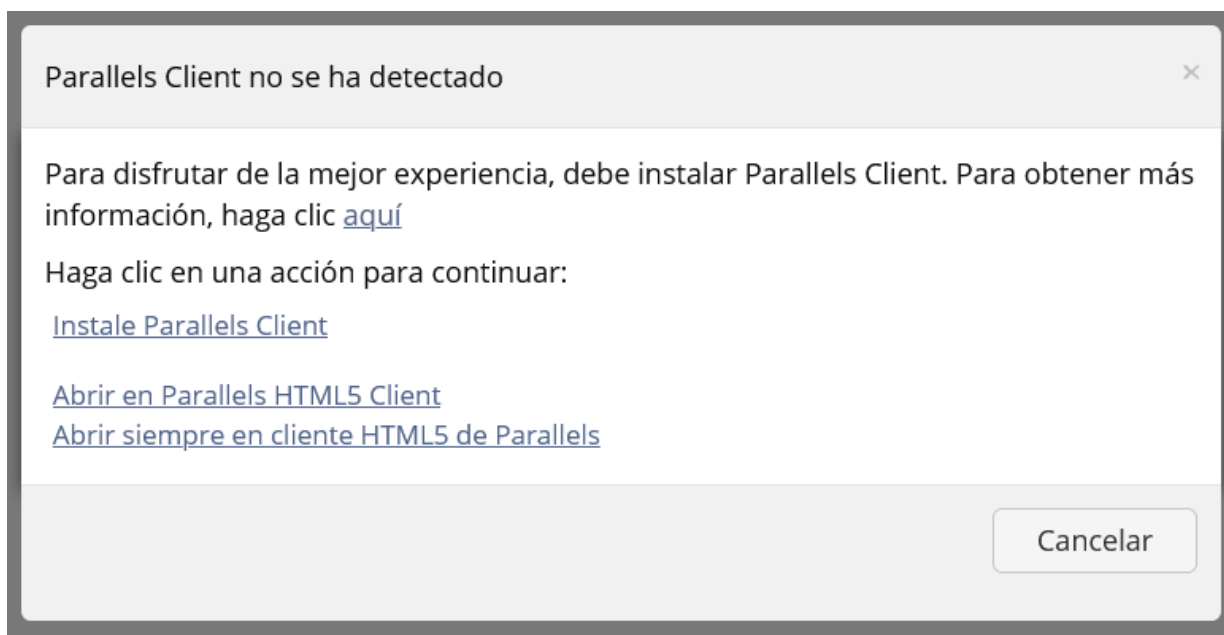 Parallels Client no se ha detectado
×
Para disfrutar de la mejor experiencia, debe instalar Parallels Client. Para obtener más
información, haga clic aquí
Haga clic en una acción para continuar:
Instale Parallels Client
Abrir en Parallels HTML5 Client
Abrir siempre en cliente HTML5 de Parallels
Cancelar